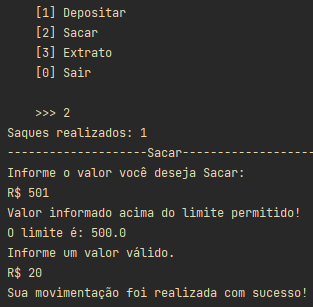 [1] Depositar
[2] Sacar
[3] Extrato
[0] Sair
>>> 2
Saques realizados: 1
--------------------Sacar-------------------
Informe o valor você deseja Sacar:
R$ 501
Valor informado acima do limite permitido!
O limite é: 500.0
Informe um valor válido.
R$ 20
Sua movimentação foi realizada com sucesso!